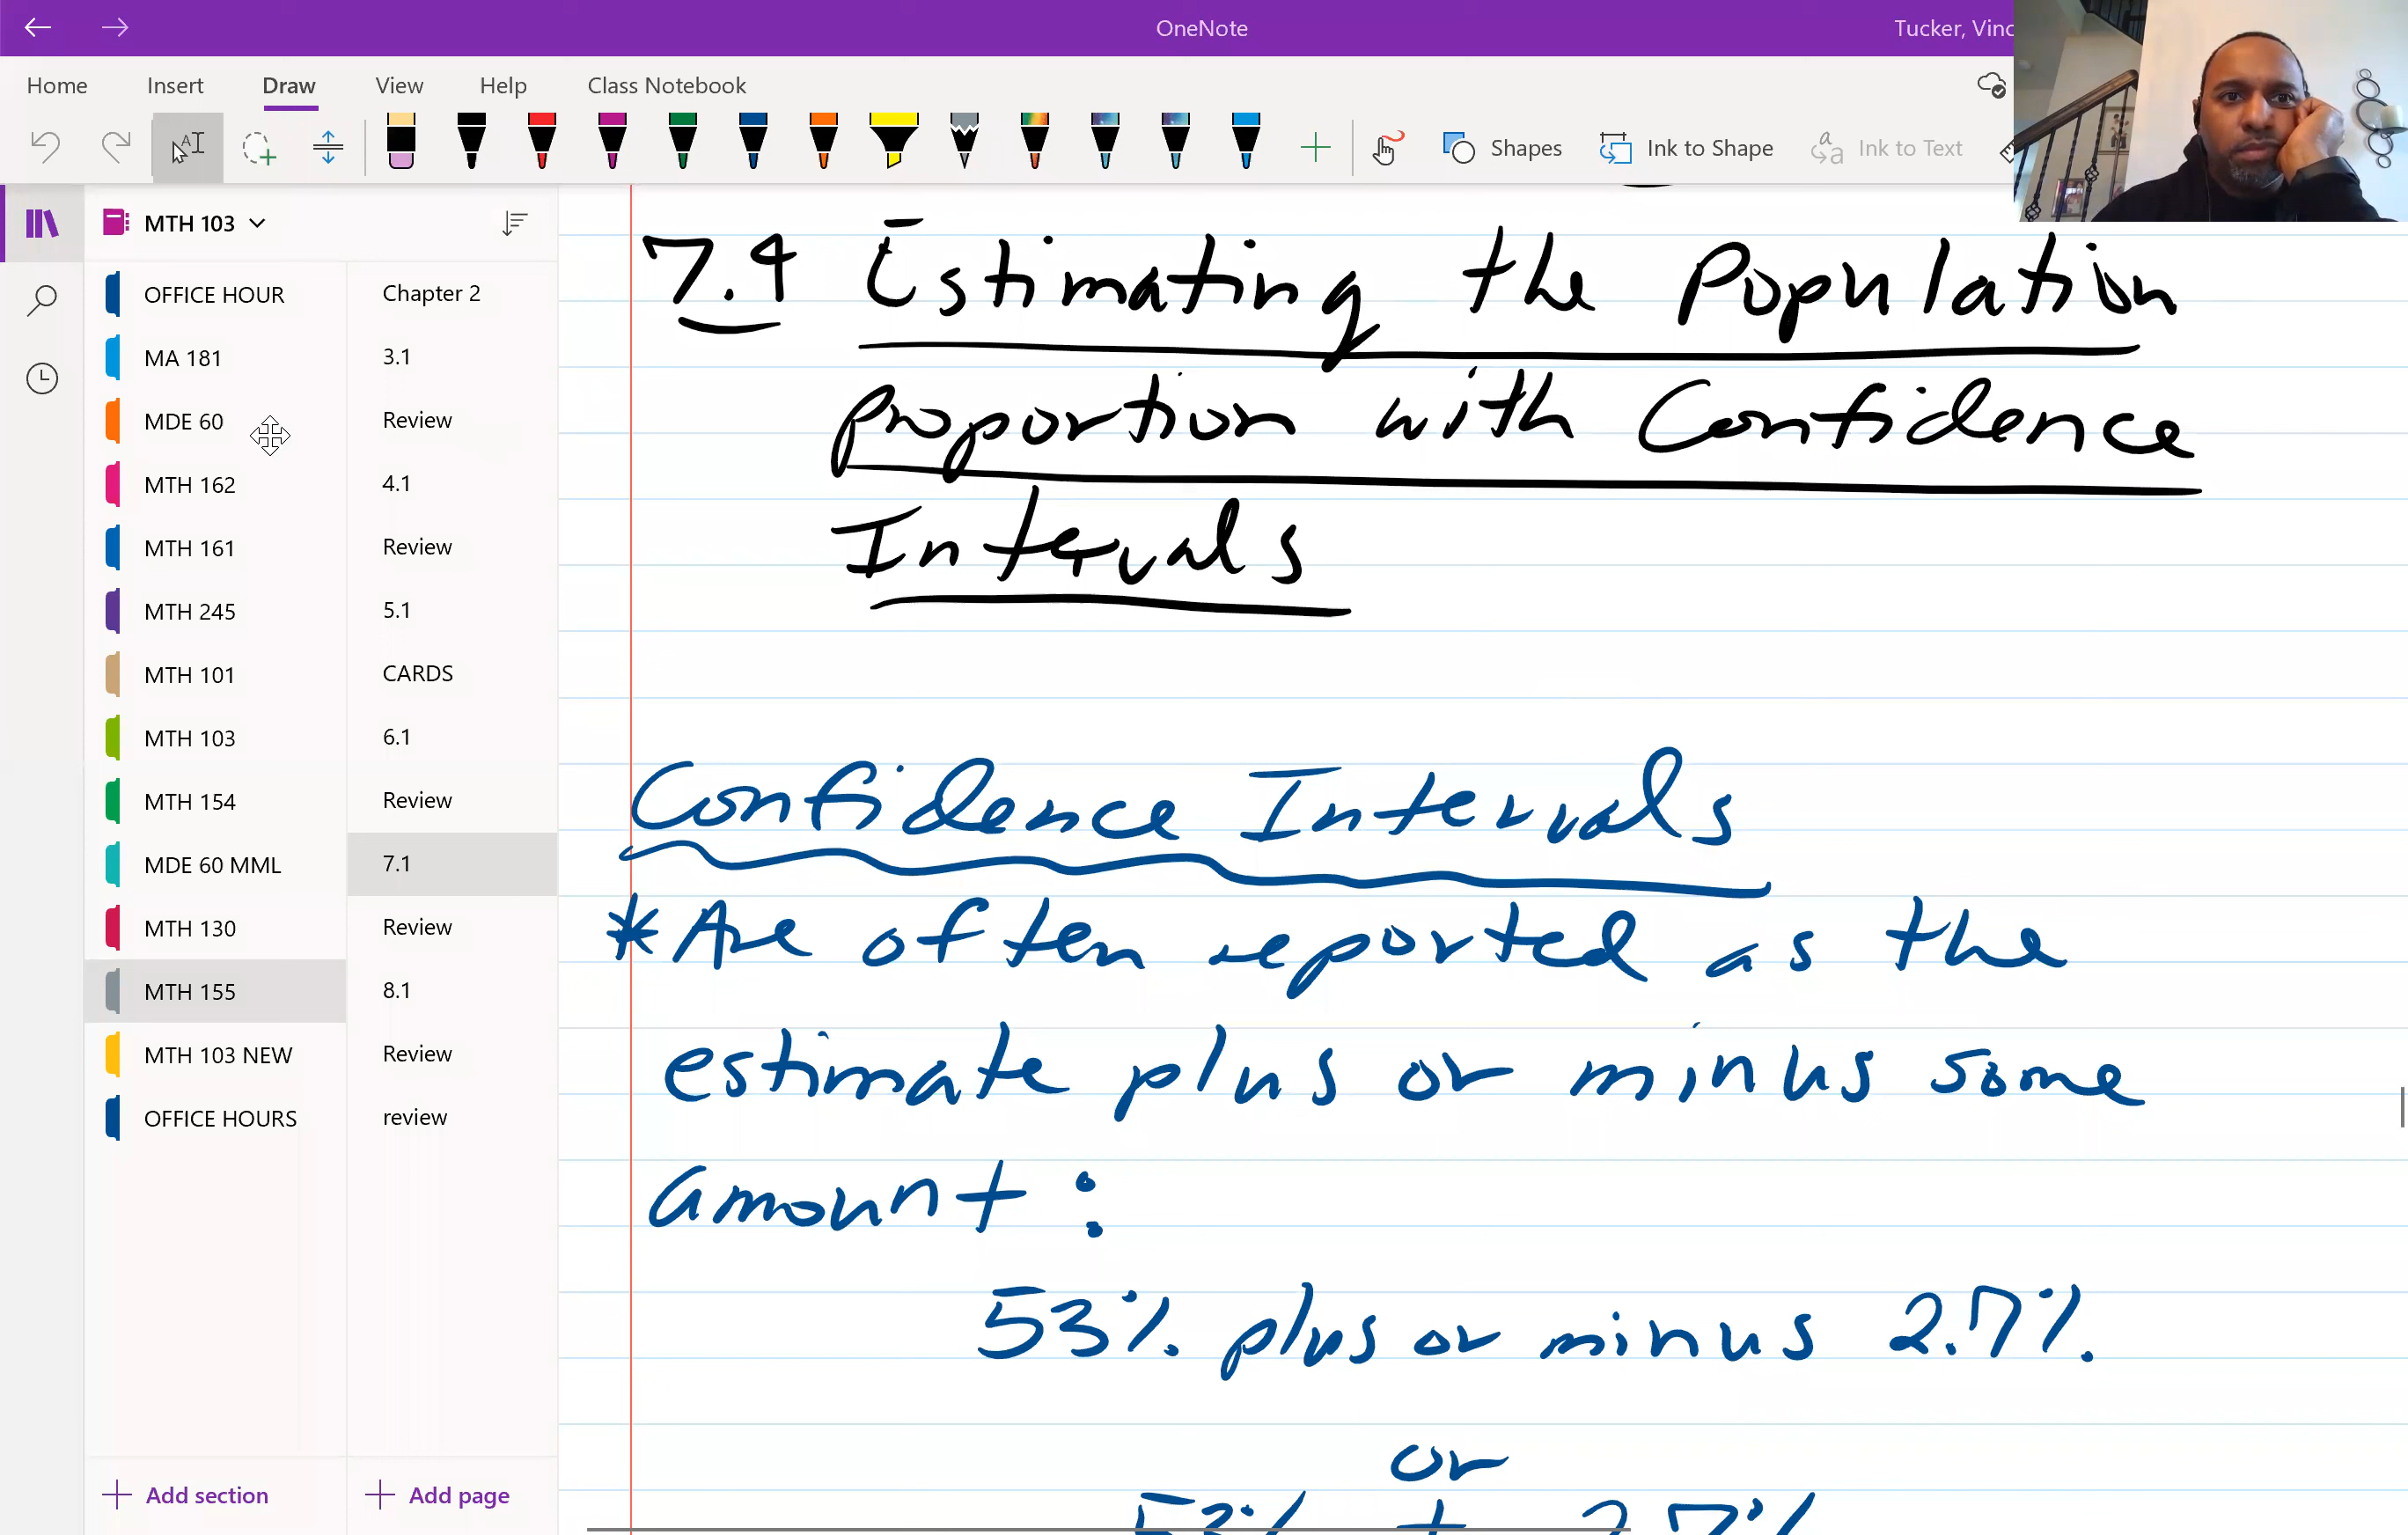 OneNote
Tucker, Vinc
Home Insert Draw View Help Class Notebook
Shapes Ink to Shape Ink to Text
MTH 103
OFFICE HOUR
MA 181
MDE 60
MTH 162
MTH 161
MTH 245
MTH 101
MTH 103
MTH 154
MDE 60 MML
MTH 130
MTH 155
MTH 103 NEW
OFFICE HOURS
Add section
Chapter 2
3.1
Review
4.1
Review
5.1
CARDS
6.1
Review
7.1
Review
8.1
Review
review
Add page
7.4 Estimating the Population
Proportion with Confidence
Intervals
Confidence Intervals
* Are often reported as the
estimate plus or minus some
amount :
53% plus or minus 2.7%.
or
53% ± 2.7%